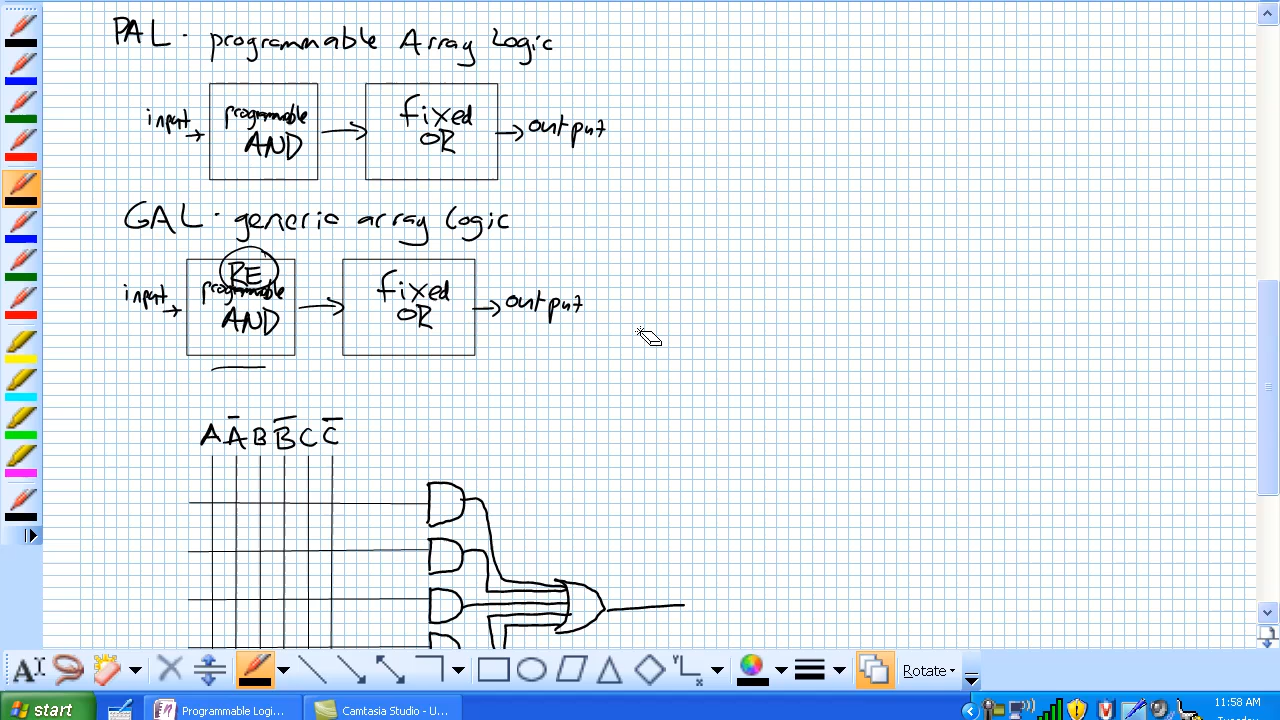 PAL - programmable Array Logic
input → programmable AND → fixed OR → output
GAL - generic array Logic
input → RE programmable AND → fixed OR → output
A A̅ B B̅ C C̅
Rotate
start
Programmable Logi...
Camtasia Studio - U...
11:58 AM